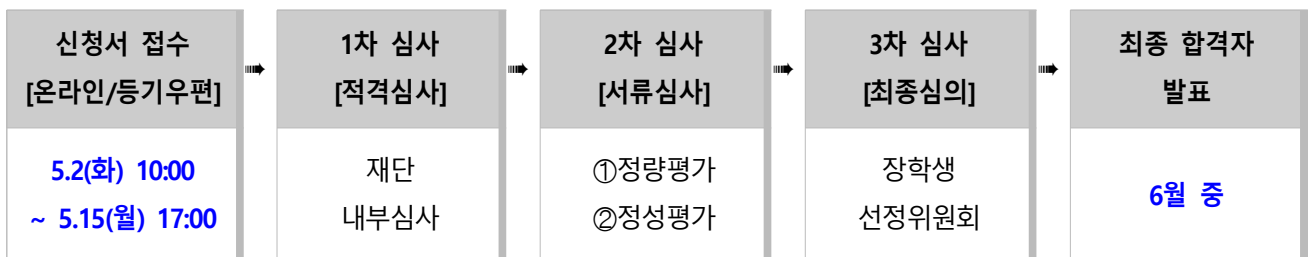 신청서 접수
[온라인/등기우편]
5.2(화) 10:00
~ 5.15(월) 17:00
➠
1차 심사
[적격심사]
재단
내부심사
➠
2차 심사
[서류심사]
①정량평가
②정성평가
➠
3차 심사
[최종심의]
장학생
선정위원회
➠
최종 합격자
발표
6월 중